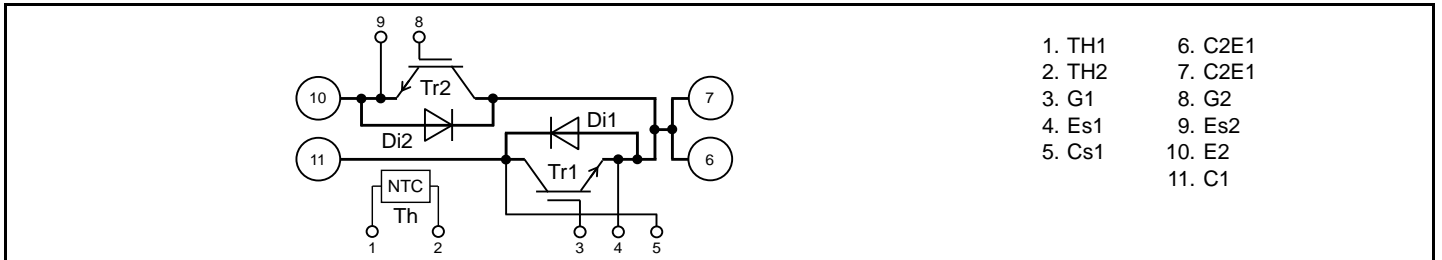 9 8
10 Tr2 7
Di2 Di1
11 Tr1 6
NTC
Th
1 2 3 4 5
1. TH1
2. TH2
3. G1
4. Es1
5. Cs1
6. C2E1
7. C2E1
8. G2
9. Es2
10. E2
11. C1